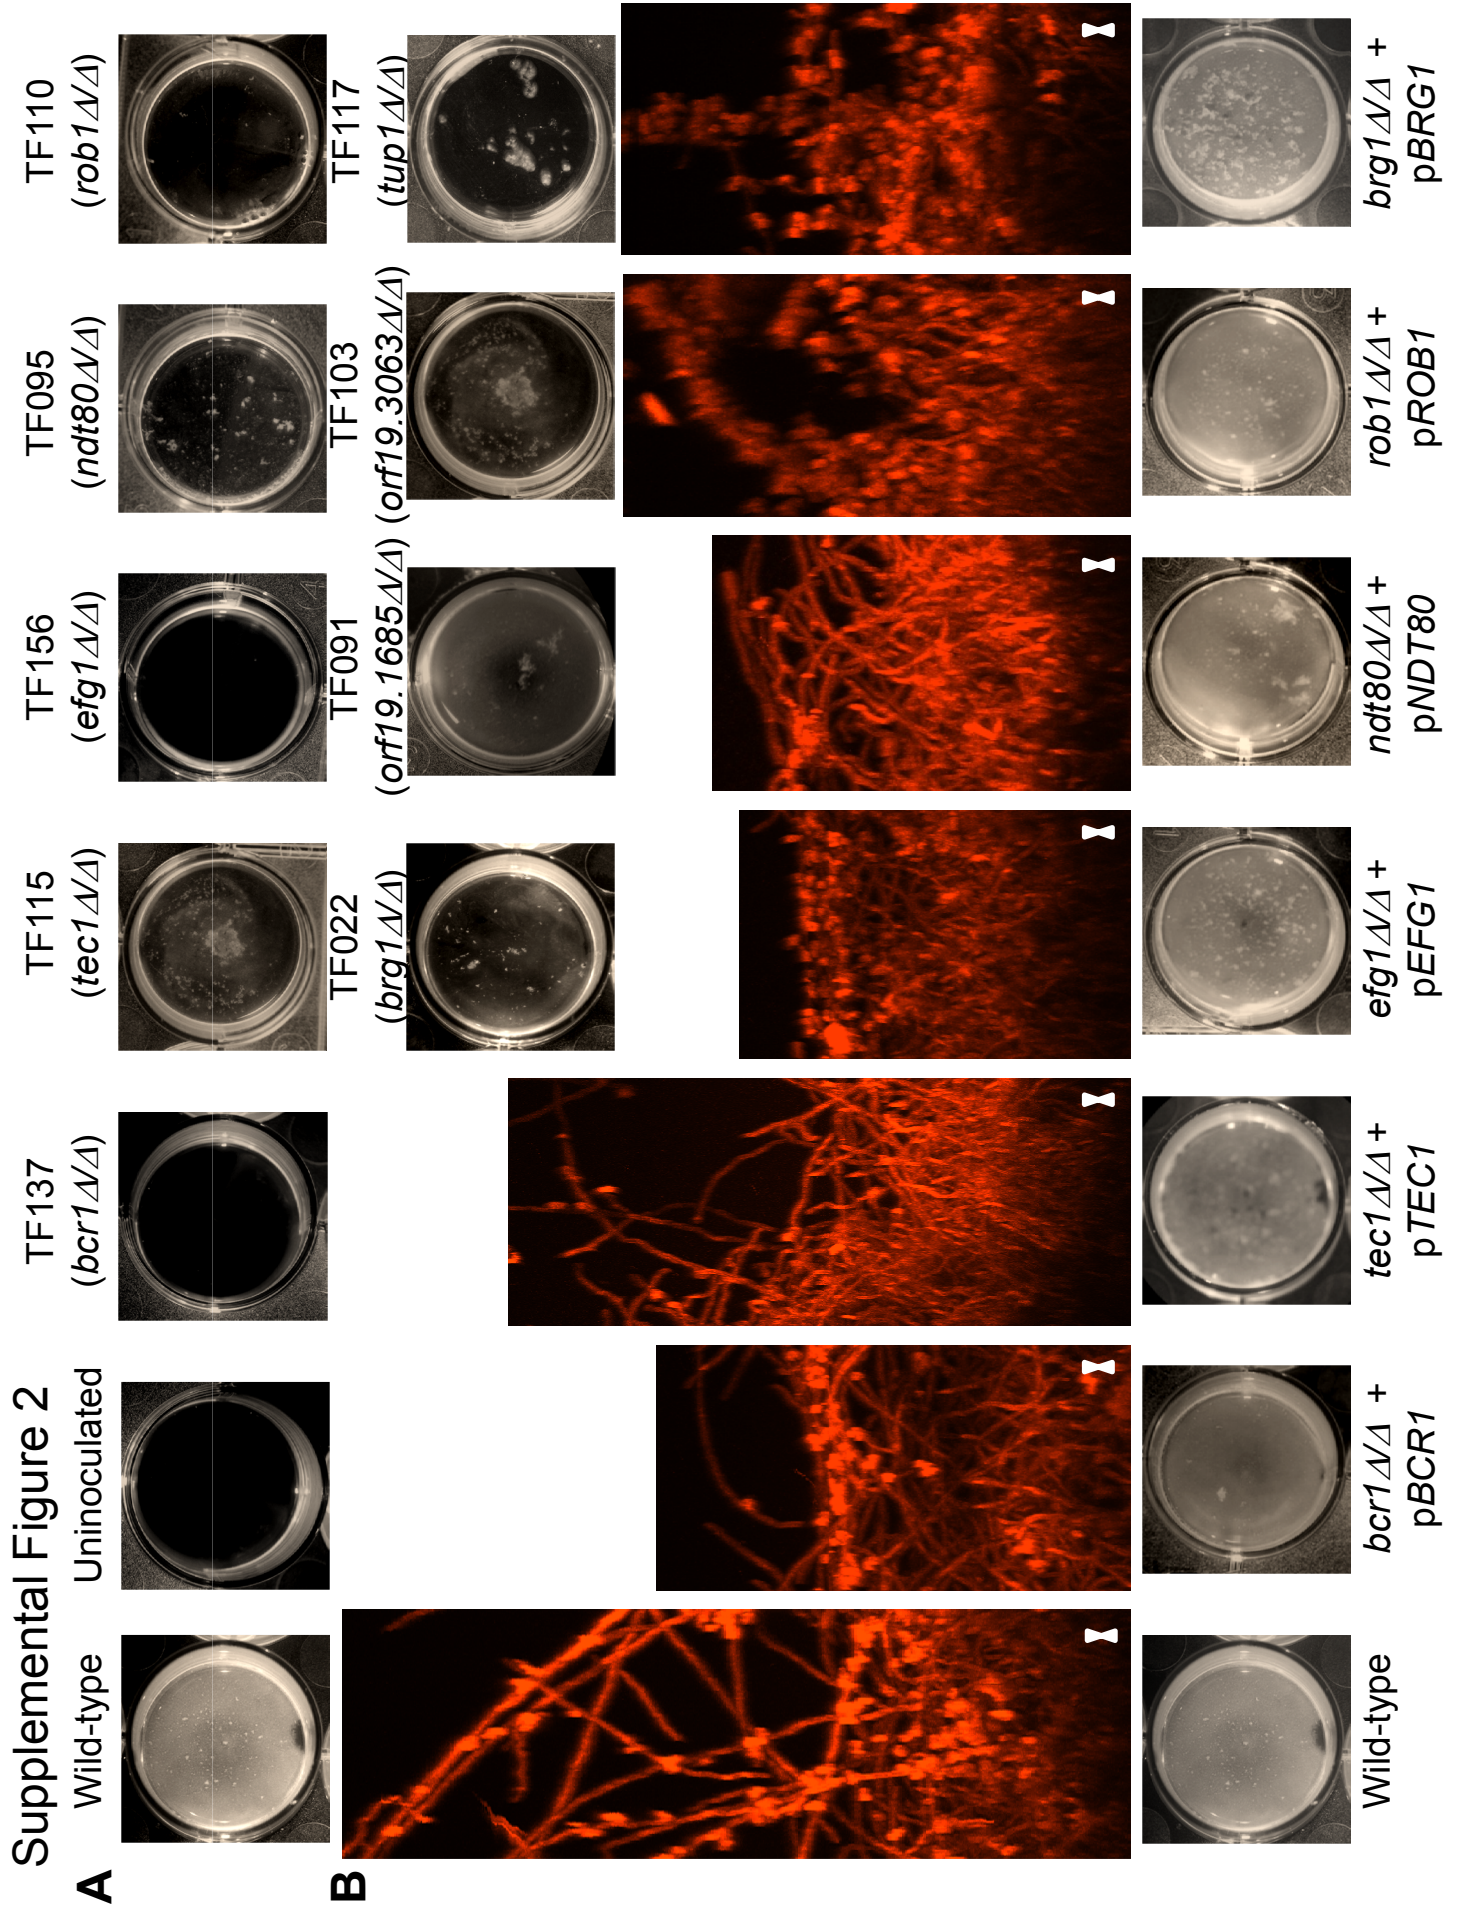 Supplemental Figure 2
A
Wild-type
Uninoculated
TF137
(bcr1Δ/Δ)
TF115
(tec1Δ/Δ)
TF156
(efg1Δ/Δ)
TF095
(ndt80Δ/Δ)
TF110
(rob1Δ/Δ)
TF022
(brg1Δ/Δ)
TF091
(orf19.1685Δ/Δ)
TF103
(orf19.3063Δ/Δ)
TF117
(tup1Δ/Δ)
B
Wild-type
bcr1Δ/Δ +
pBCR1
tec1Δ/Δ +
pTEC1
efg1Δ/Δ +
pEFG1
ndt80Δ/Δ +
pNDT80
rob1Δ/Δ +
pROB1
brg1Δ/Δ +
pBRG1